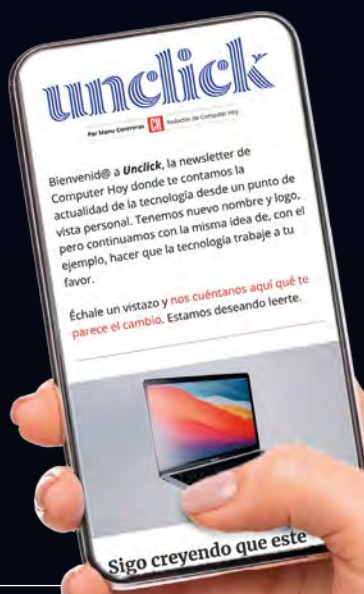 unclick
Por Manu Contreras CH Redactor de Computer Hoy
Bienvenid@ a Unclick, la newsletter de
Computer Hoy donde te contamos la
actualidad de la tecnología desde un punto de
vista personal. Tenemos nuevo nombre y logo,
pero continuamos con la misma idea de, con el
ejemplo, hacer que la tecnología trabaje a tu
favor.
Échale un vistazo y nos cuéntanos aquí qué te
parece el cambio. Estamos deseando leerte.
Sigo creyendo que este